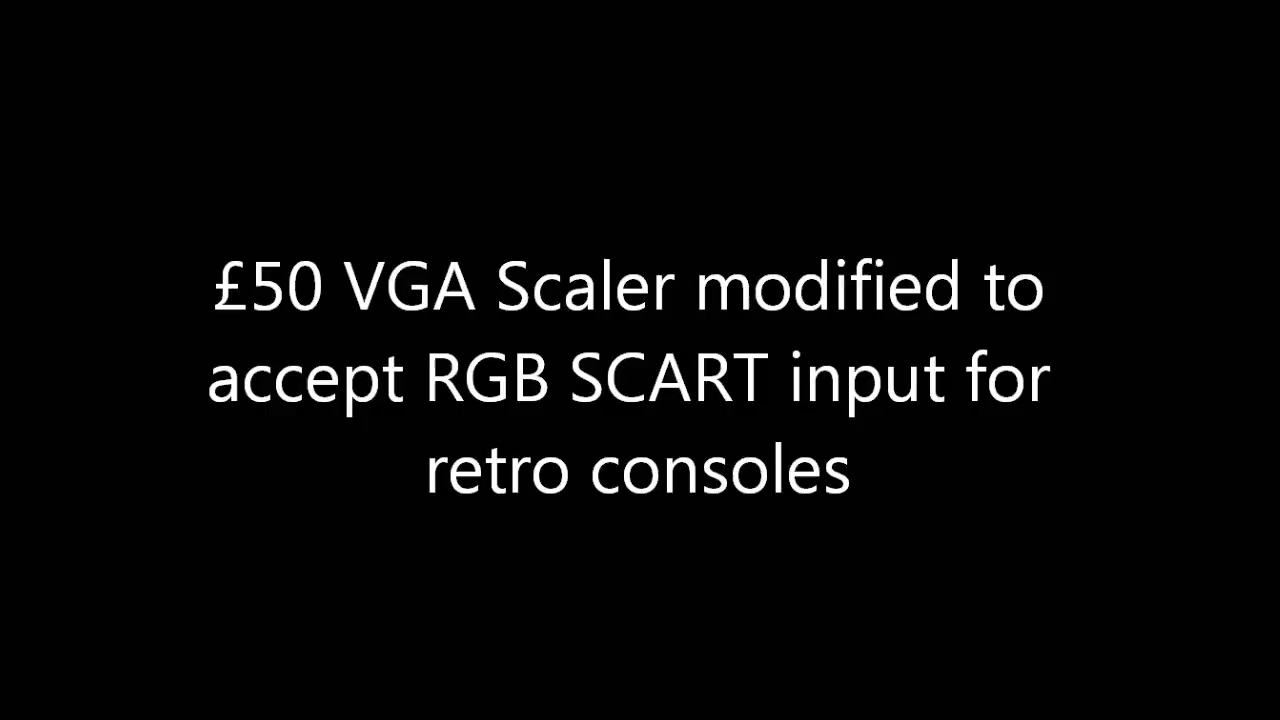 £50 VGA Scaler modified to
accept RGB SCART input for
retro consoles